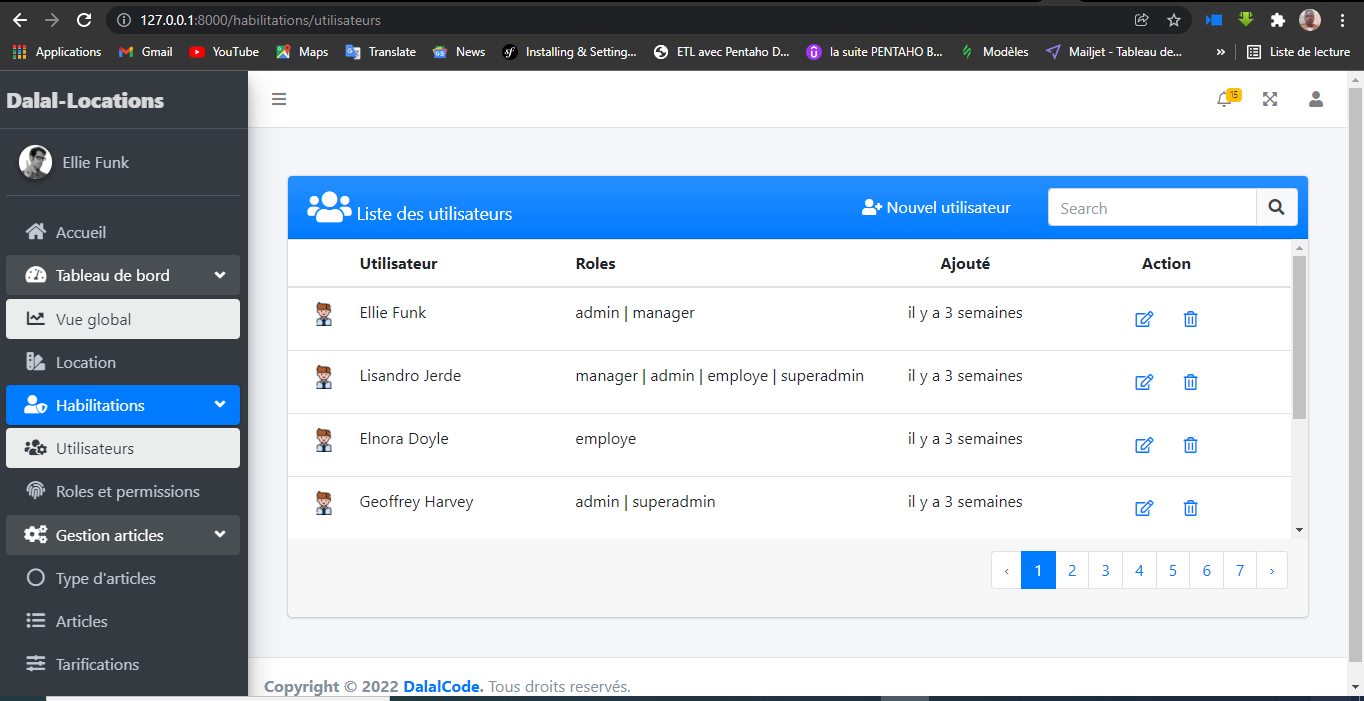 127.0.0.1:8000/habilitations/utilisateurs
Applications Gmail YouTube Maps Translate News Installing & Setting... ETL avec Pentaho D... la suite PENTAHO B... Modèles Mailjet - Tableau de... » Liste de lecture
Dalal-Locations
15
Ellie Funk
Accueil
Tableau de bord
Vue global
Location
Habilitations
Utilisateurs
Roles et permissions
Gestion articles
Type d'articles
Articles
Tarifications
Liste des utilisateurs Nouvel utilisateur Search
Utilisateur Roles Ajouté Action
Ellie Funk admin | manager il y a 3 semaines
Lisandro Jerde manager | admin | employe | superadmin il y a 3 semaines
Elnora Doyle employe il y a 3 semaines
Geoffrey Harvey admin | superadmin il y a 3 semaines
‹ 1 2 3 4 5 6 7 ›
Copyright © 2022 DalalCode. Tous droits reservés.